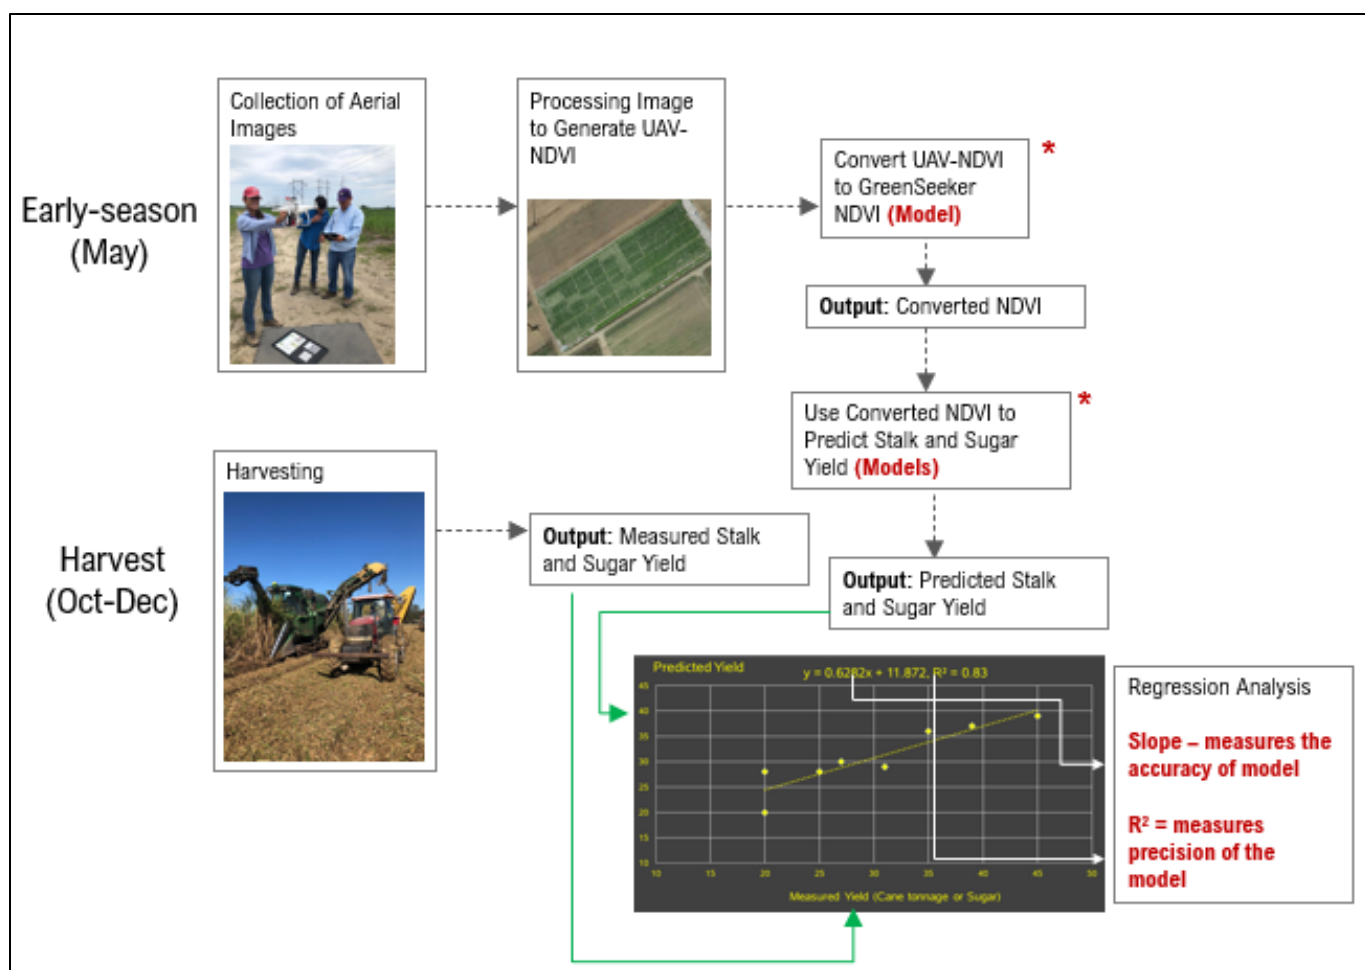 Early-season
(May)
Collection of Aerial
Images
Processing Image
to Generate UAV-
NDVI
Convert UAV-NDVI
to GreenSeeker
NDVI (Model)
*
Output: Converted NDVI
Use Converted NDVI to
Predict Stalk and Sugar
Yield (Models)
*
Harvest
(Oct-Dec)
Harvesting
Output: Measured Stalk
and Sugar Yield
Output: Predicted Stalk
and Sugar Yield
Predicted Yield
y = 0.6282x + 11.872, R² = 0.83
45
40
35
30
25
20
15
10
10 15 20 25 30 35 40 45 50
Measured Yield (Cane tonnage or Sugar)
Regression Analysis
Slope – measures the
accuracy of model
R² = measures
precision of the
model